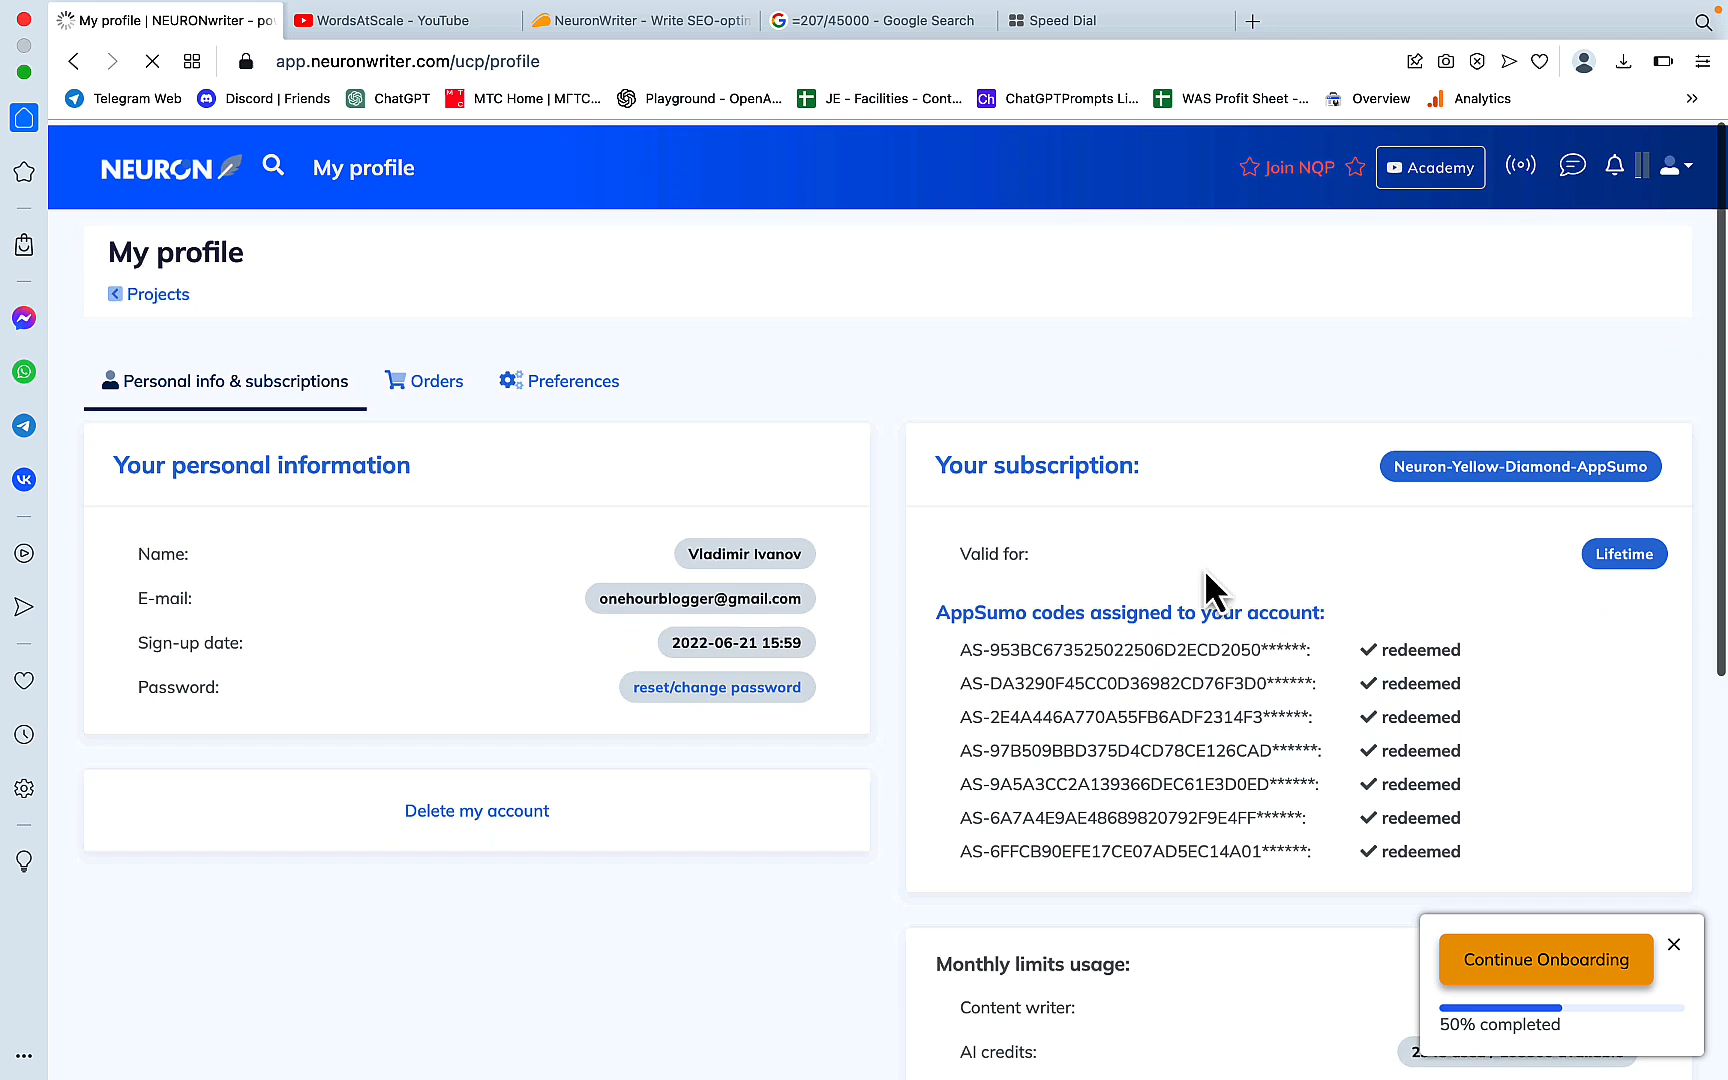 My profile | NEURONwriter - po
WordsAtScale - YouTube
NeuronWriter - Write SEO-optim
=207/45000 - Google Search
Speed Dial
app.neuronwriter.com/ucp/profile
Telegram Web
Discord | Friends
ChatGPT
MTC Home | МГТС...
Playground - OpenA...
JE - Facilities - Cont...
Ch
ChatGPTPrompts Li...
WAS Profit Sheet -...
Overview
Analytics
NEURON
My profile
Join NQP
Academy
My profile
Projects
Personal info & subscriptions
Orders
Preferences
Your personal information
Name:
Vladimir Ivanov
E-mail:
onehourblogger@gmail.com
Sign-up date:
2022-06-21 15:59
Password:
reset/change password
Delete my account
Your subscription:
Neuron-Yellow-Diamond-AppSumo
Valid for:
Lifetime
AppSumo codes assigned to your account:
AS-953BC673525022506D2ECD2050******: redeemed
AS-DA3290F45CC0D36982CD76F3D0******: redeemed
AS-2E4A446A770A55FB6ADF2314F3******: redeemed
AS-97B509BBD375D4CD78CE126CAD******: redeemed
AS-9A5A3CC2A139366DEC61E3D0ED******: redeemed
AS-6A7A4E9AE48689820792F9E4FF******: redeemed
AS-6FFCB90EFE17CE07AD5EC14A01******: redeemed
Monthly limits usage:
Content writer:
AI credits:
Continue Onboarding
50% completed